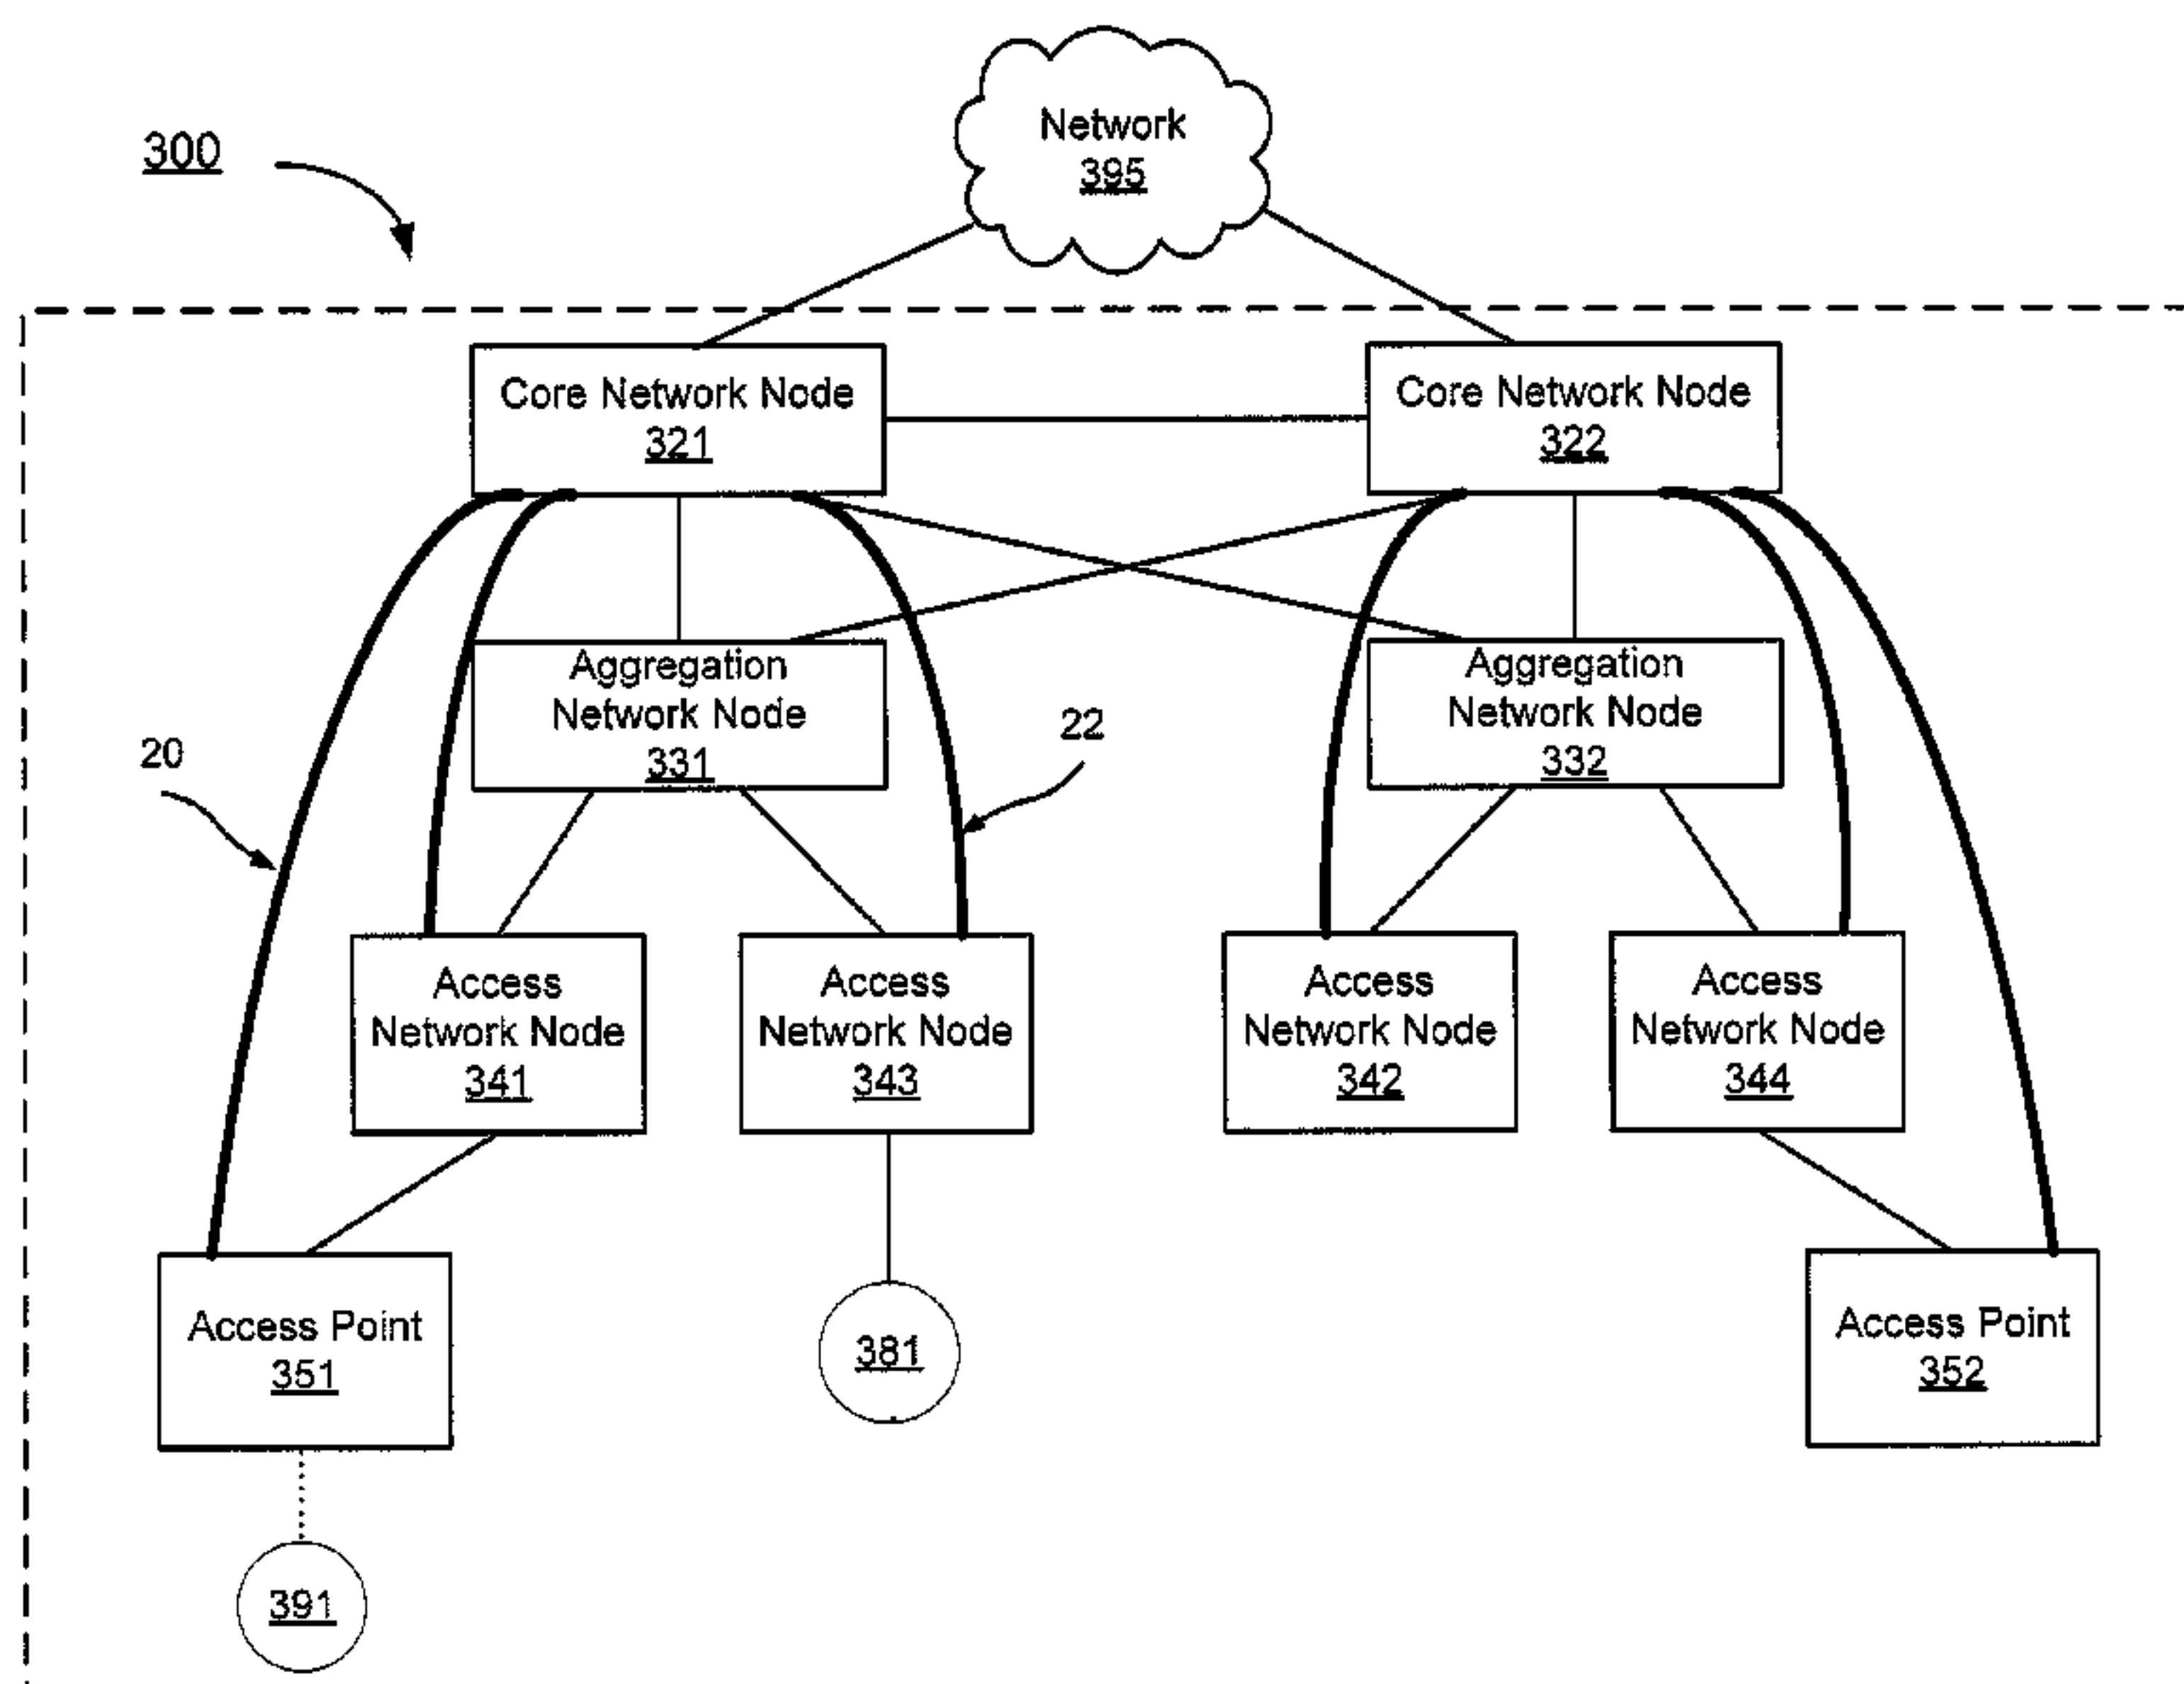 Network
395
300
Core Network Node
321
Core Network Node
322
Aggregation
Network Node
331
Aggregation
Network Node
332
20
22
Access
Network Node
341
Access
Network Node
343
Access
Network Node
342
Access
Network Node
344
Access Point
351
381
Access Point
352
391